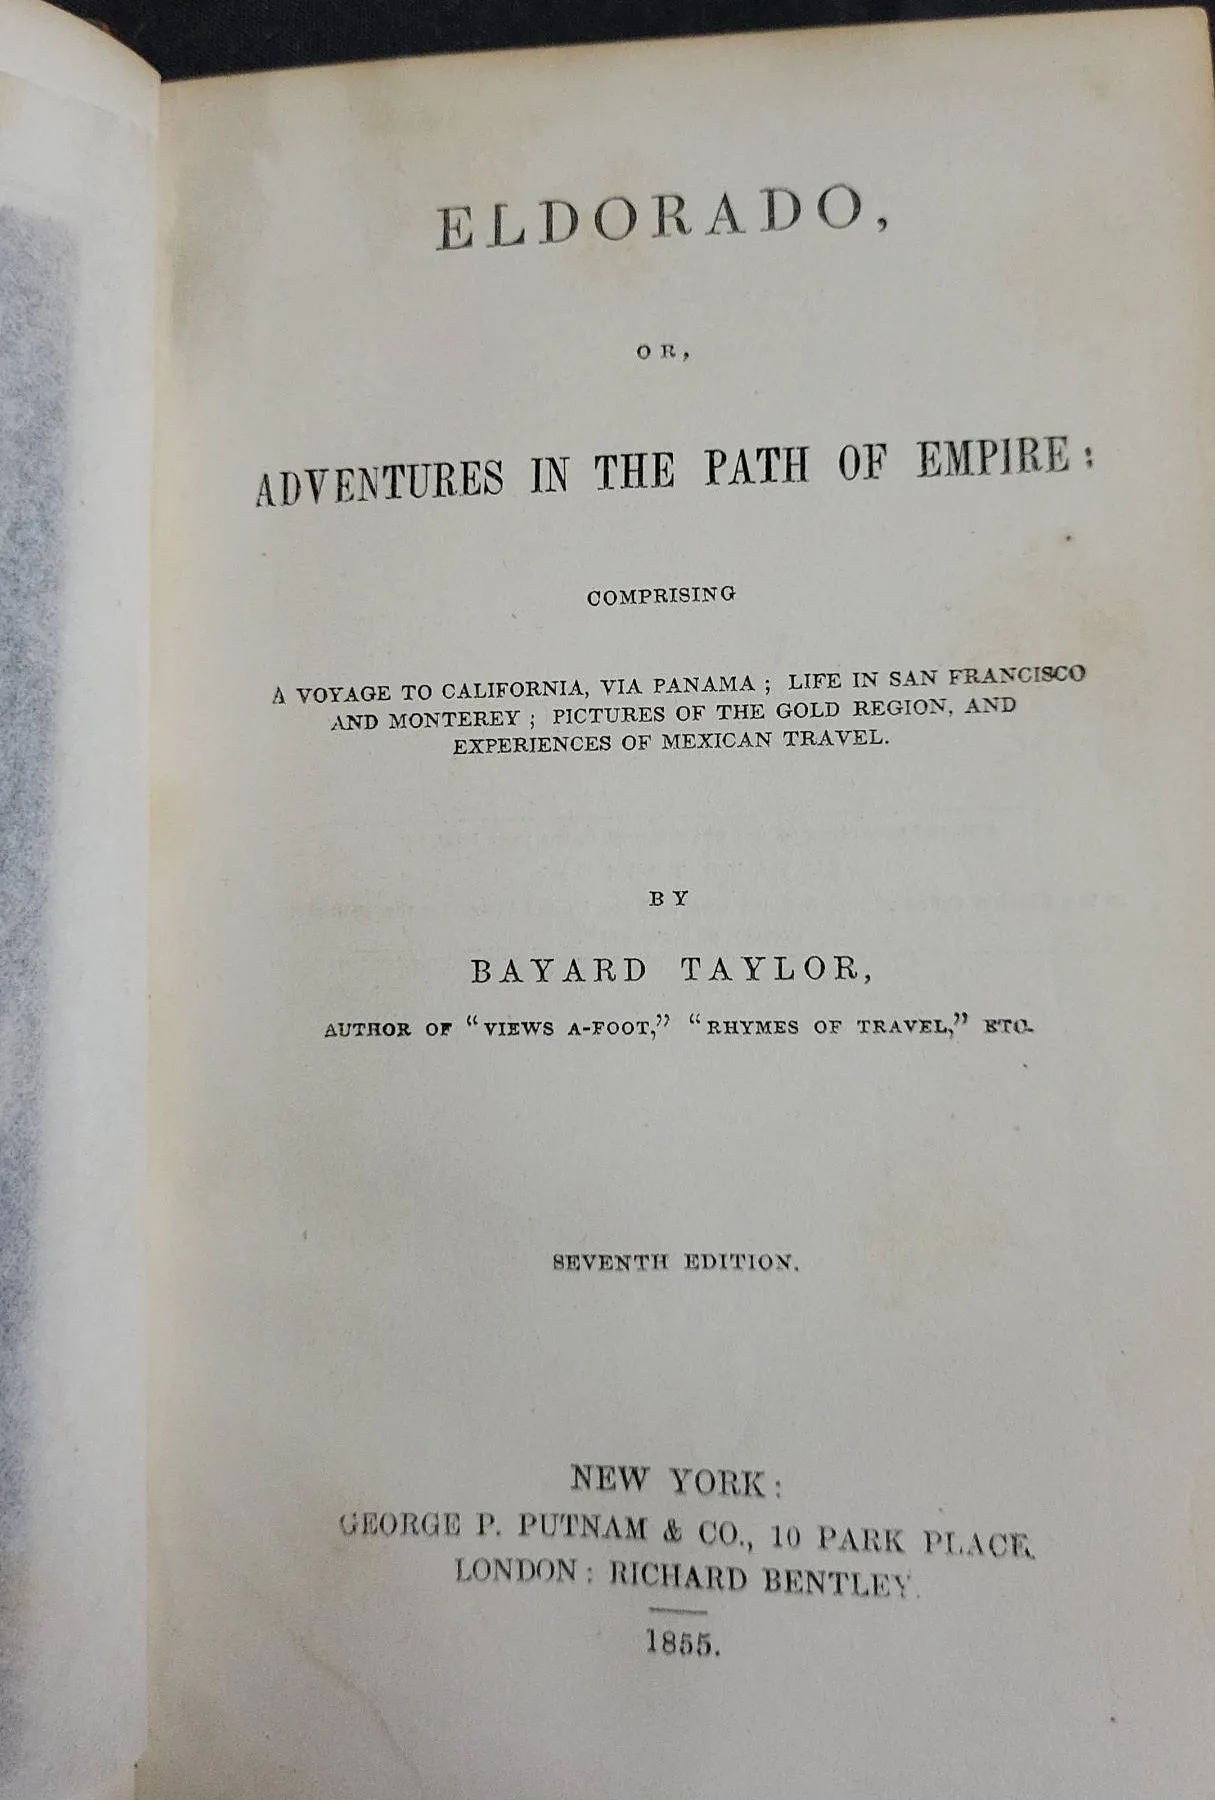 ELDORADO,
OR,
ADVENTURES IN THE PATH OF EMPIRE:
COMPRISING
A VOYAGE TO CALIFORNIA, VIA PANAMA; LIFE IN SAN FRANCISCO
AND MONTEREY; PICTURES OF THE GOLD REGION, AND
EXPERIENCES OF MEXICAN TRAVEL.
BY
BAYARD TAYLOR,
AUTHOR OF "VIEWS A-FOOT," "RHYMES OF TRAVEL," ETC.
SEVENTH EDITION.
NEW YORK:
GEORGE P. PUTNAM & CO., 10 PARK PLACE.
LONDON: RICHARD BENTLEY.
1855.